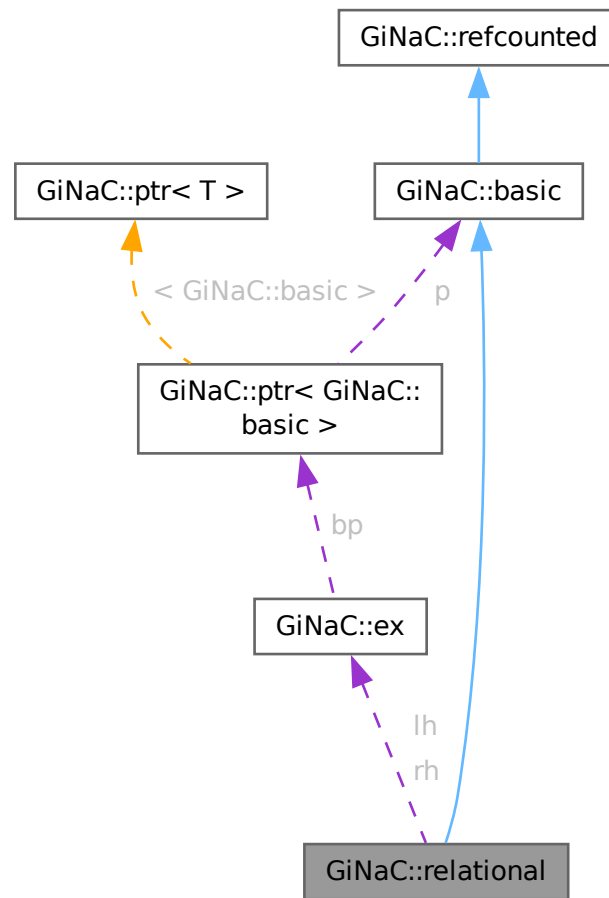 GiNaC::refcounted
GiNaC::ptr< T >
GiNaC::basic
< GiNaC::basic >
p
GiNaC::ptr< GiNaC::
basic >
bp
GiNaC::ex
lh
rh
GiNaC::relational